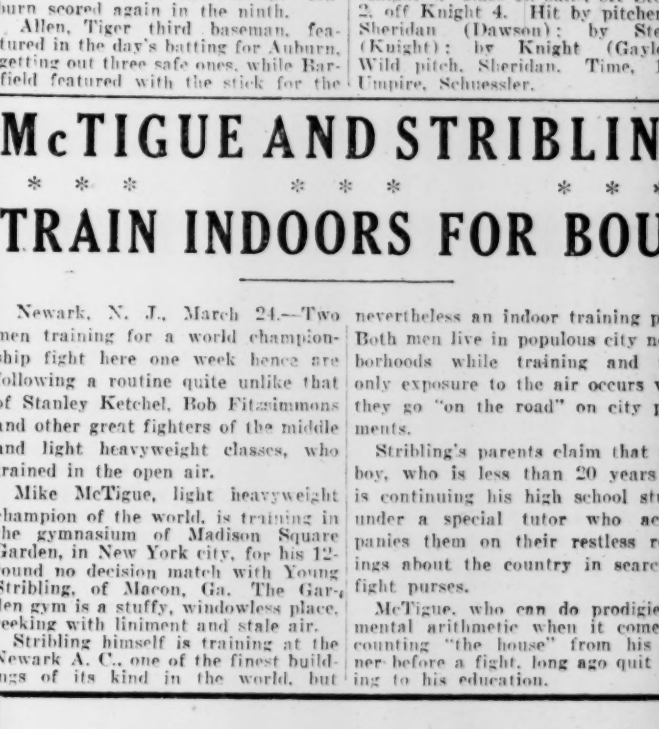 burn scored again in the ninth.
Allen, Tiger third baseman, fea-
tured in the day's batting for Auburn,
getting out three safe ones, while Bar-
field featured with the stick for the
2, off Knight 4. Hit by pitcher
Sheridan (Dawson); by Ste
(Knight); by Knight (Gayl
Wild pitch, Sheridan. Time, 1
Umpire, Schuessler.
McTIGUE AND STRIBLIN
* * * * * * * *
TRAIN INDOORS FOR BOU
Newark, N. J., March 24.—Two
men training for a world champion-
ship fight here one week hence are
following a routine quite unlike that
of Stanley Ketchel, Bob Fitzsimmons
and other great fighters of the middle
and light heavyweight classes, who
trained in the open air.
Mike McTigue, light heavyweight
champion of the world, is training in
the gymnasium of Madison Square
Garden, in New York city, for his 12-
round no decision match with Young
Stribling, of Macon, Ga. The Gar-
den gym is a stuffy, windowless place,
reeking with liniment and stale air.
Stribling himself is training at the
Newark A. C., one of the finest build-
ings of its kind in the world, but
nevertheless an indoor training p
Both men live in populous city n
borhoods while training and
only exposure to the air occurs w
they go "on the road" on city p
ments.
Stribling's parents claim that
boy, who is less than 20 years
is continuing his high school stu
under a special tutor who ac
panies them on their restless r
ings about the country in searc
fight purses.
McTigue, who can do prodigie
mental arithmetic when it come
counting "the house" from his
ner before a fight, long ago quit
ing to his education.